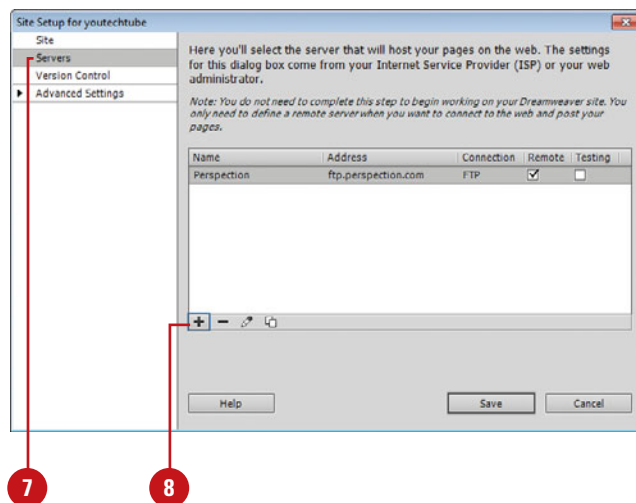 Site Setup for youtechtube
Site
Servers
Version Control
Advanced Settings
Here you'll select the server that will host your pages on the web. The settings
for this dialog box come from your Internet Service Provider (ISP) or your web
administrator.
Note: You do not need to complete this step to begin working on your Dreamweaver site. You
only need to define a remote server when you want to connect to the web and post your
pages.
Name Address Connection Remote Testing
Perspection ftp.perspection.com FTP
Help Save Cancel
7 8